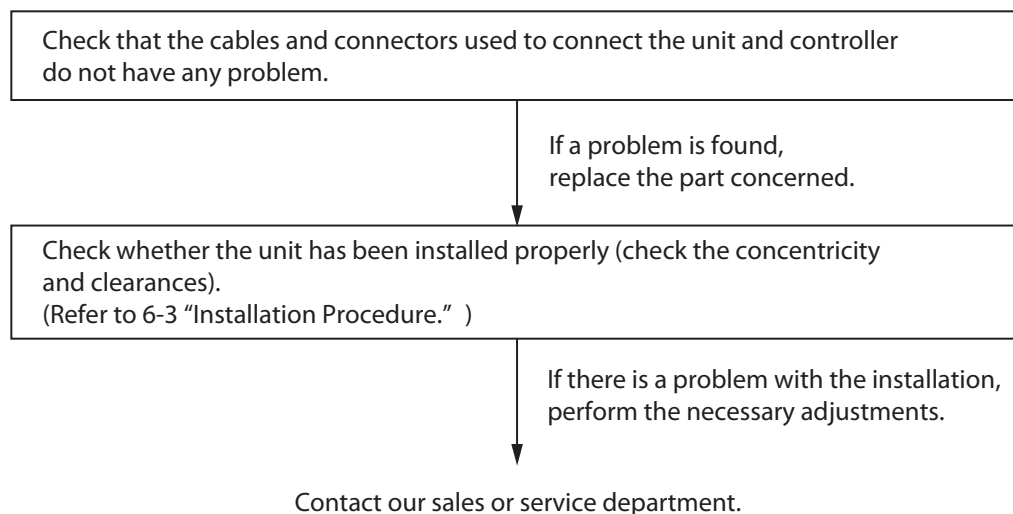 Check that the cables and connectors used to connect the unit and controller
do not have any problem.
If a problem is found,
replace the part concerned.
Check whether the unit has been installed properly (check the concentricity
and clearances).
(Refer to 6-3 “Installation Procedure.” )
If there is a problem with the installation,
perform the necessary adjustments.
Contact our sales or service department.